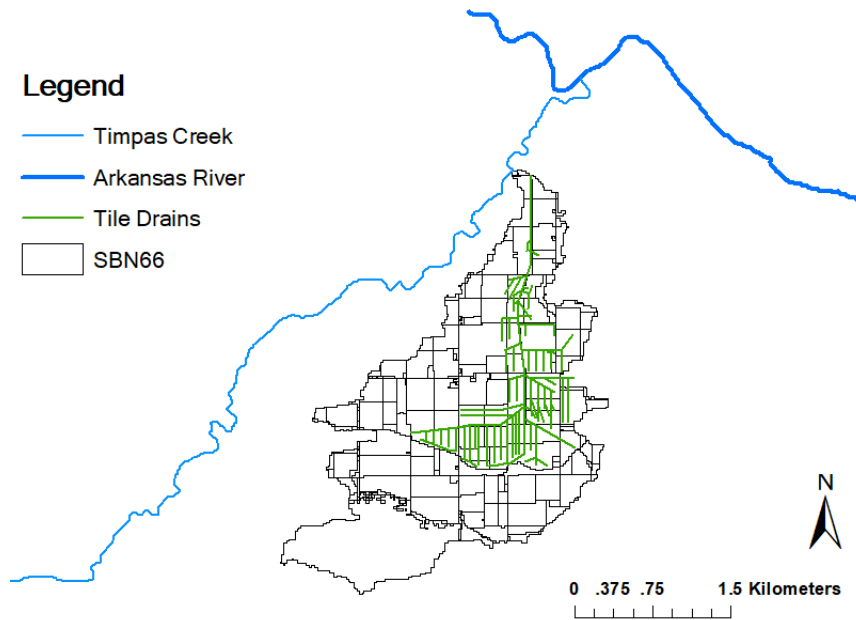 Legend
Timpas Creek
Arkansas River
Tile Drains
SBN66
N
0 .375 .75 1.5 Kilometers